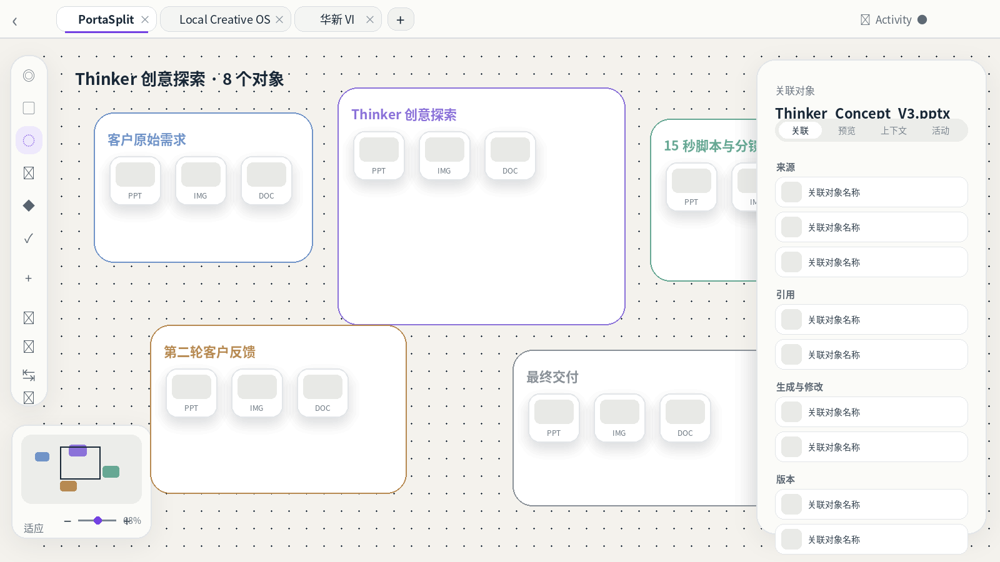 PortaSplit
Local Creative OS
华新 VI
Activity
Thinker 创意探索 · 8 个对象
客户原始需求
PPT IMG DOC
Thinker 创意探索
PPT IMG DOC
15 秒脚本与分镜
PPT IM
第二轮客户反馈
PPT IMG DOC
最终交付
PPT IMG DOC
适应
68%
关联对象
Thinker_Concept_V3.pptx
关联 预览 上下文 活动
来源
关联对象名称
关联对象名称
关联对象名称
引用
关联对象名称
关联对象名称
生成与修改
关联对象名称
关联对象名称
版本
关联对象名称
关联对象名称